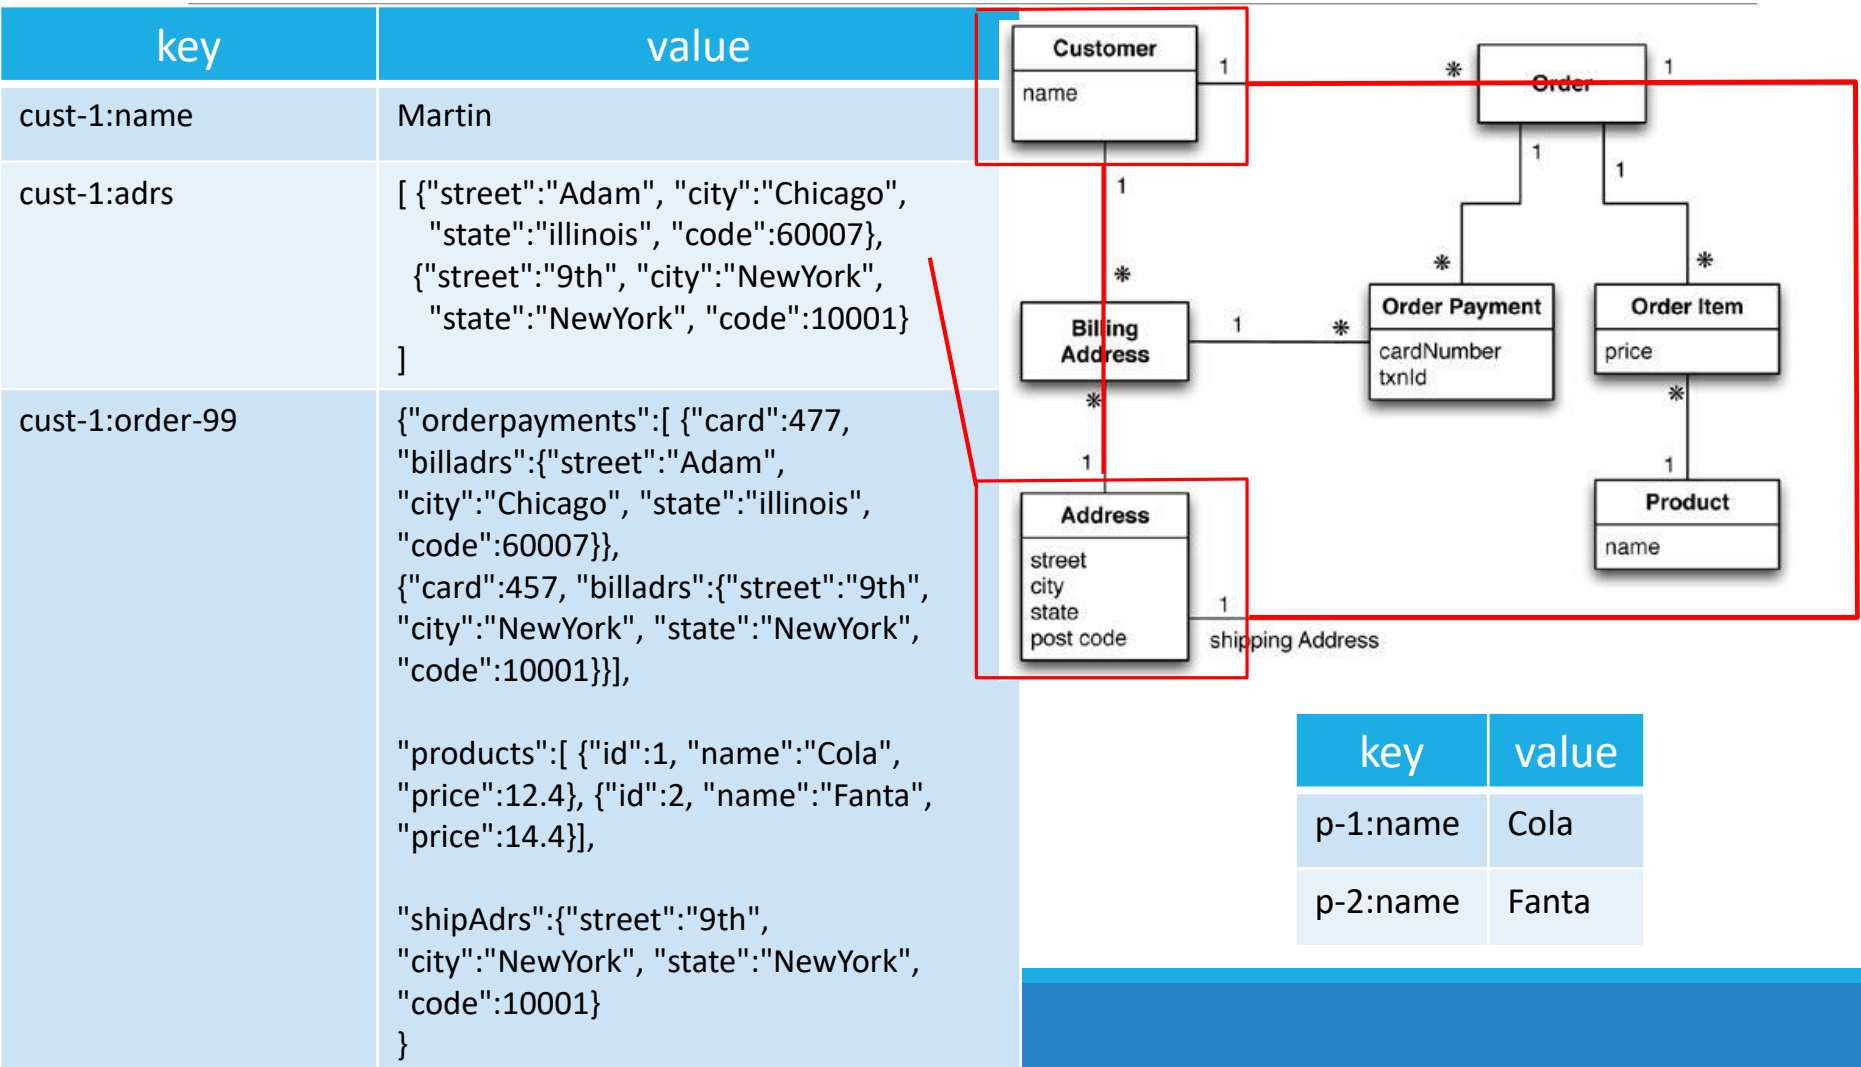 key value
cust-1:name Martin
cust-1:adrs [ {"street":"Adam", "city":"Chicago",
"state":"illinois", "code":60007},
{"street":"9th", "city":"NewYork",
"state":"NewYork", "code":10001}
]
cust-1:order-99 {"orderpayments":[ {"card":477,
"billadrs":{"street":"Adam",
"city":"Chicago", "state":"illinois",
"code":60007}},
{"card":457, "billadrs":{"street":"9th",
"city":"NewYork", "state":"NewYork",
"code":10001}}],
"products":[ {"id":1, "name":"Cola",
"price":12.4}, {"id":2, "name":"Fanta",
"price":14.4}],
"shipAdrs":{"street":"9th",
"city":"NewYork", "state":"NewYork",
"code":10001}
}
Customer
name
1
*
Order
1
1
1
1
*
*
*
Billing
Address
1
*
Order Payment
cardNumber
txnId
Order Item
price
*
*
1
1
Address
street
city
state
post code
Product
name
1
shipping Address
key value
p-1:name Cola
p-2:name Fanta